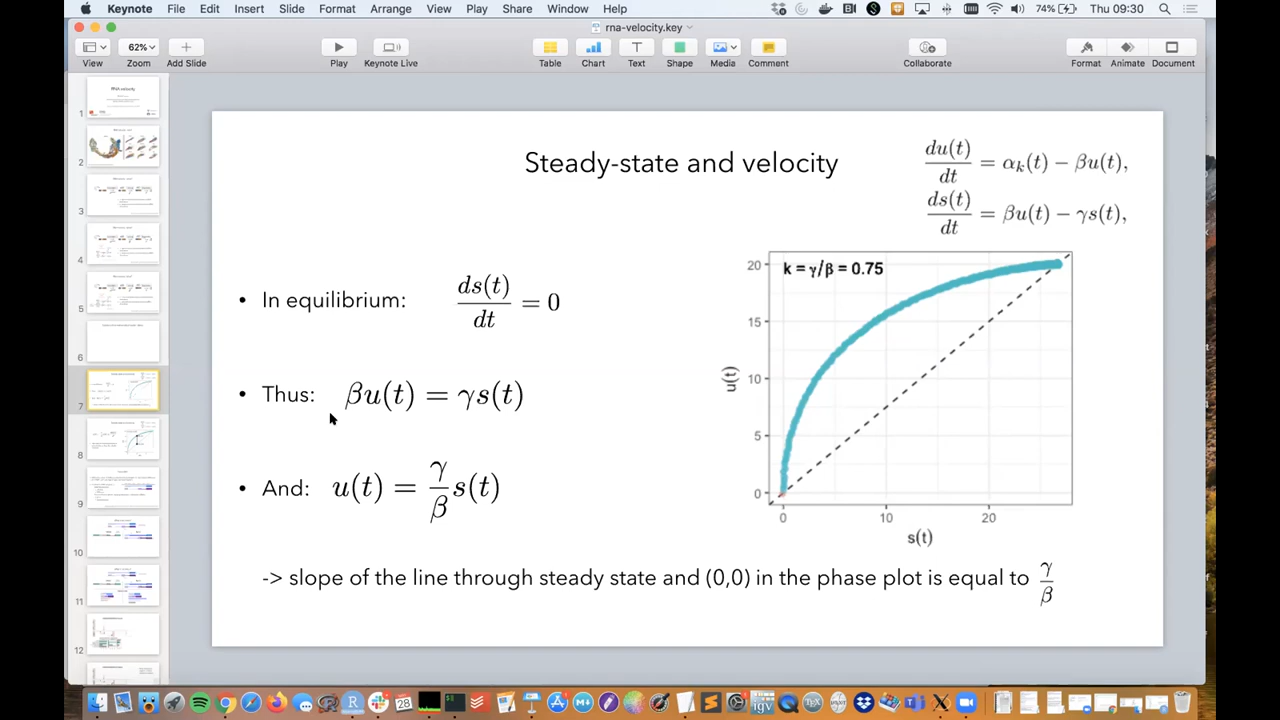 Keynote File Edit Insert Slide Format Arrange View Play Share Window Help 74% Thu 09:30
rna-velocity.key
62%
View Zoom Add Slide Play Keynote Live Table Chart Text Shape Media Comment Collaborate Format Animate Document
Steady-state and velocity
du(t)/dt = αk(t) − βu(t),
ds(t)/dt = βu(t) − γs(t),
• In equilibrium: ds(t)/dt = 0
• Thus: βu(t) = γs(t)
• And: u(t) = γ/β s(t)
k = γ/β = 0.75
20
15
10
5
0
u(t)
0 10 20
s(t)
-> slope of the line through steady state and (0,0) in the phase plot is equal to γ/β
1
RNA velocity
2
3
4
5
6
7
8
9
10
11
12
28